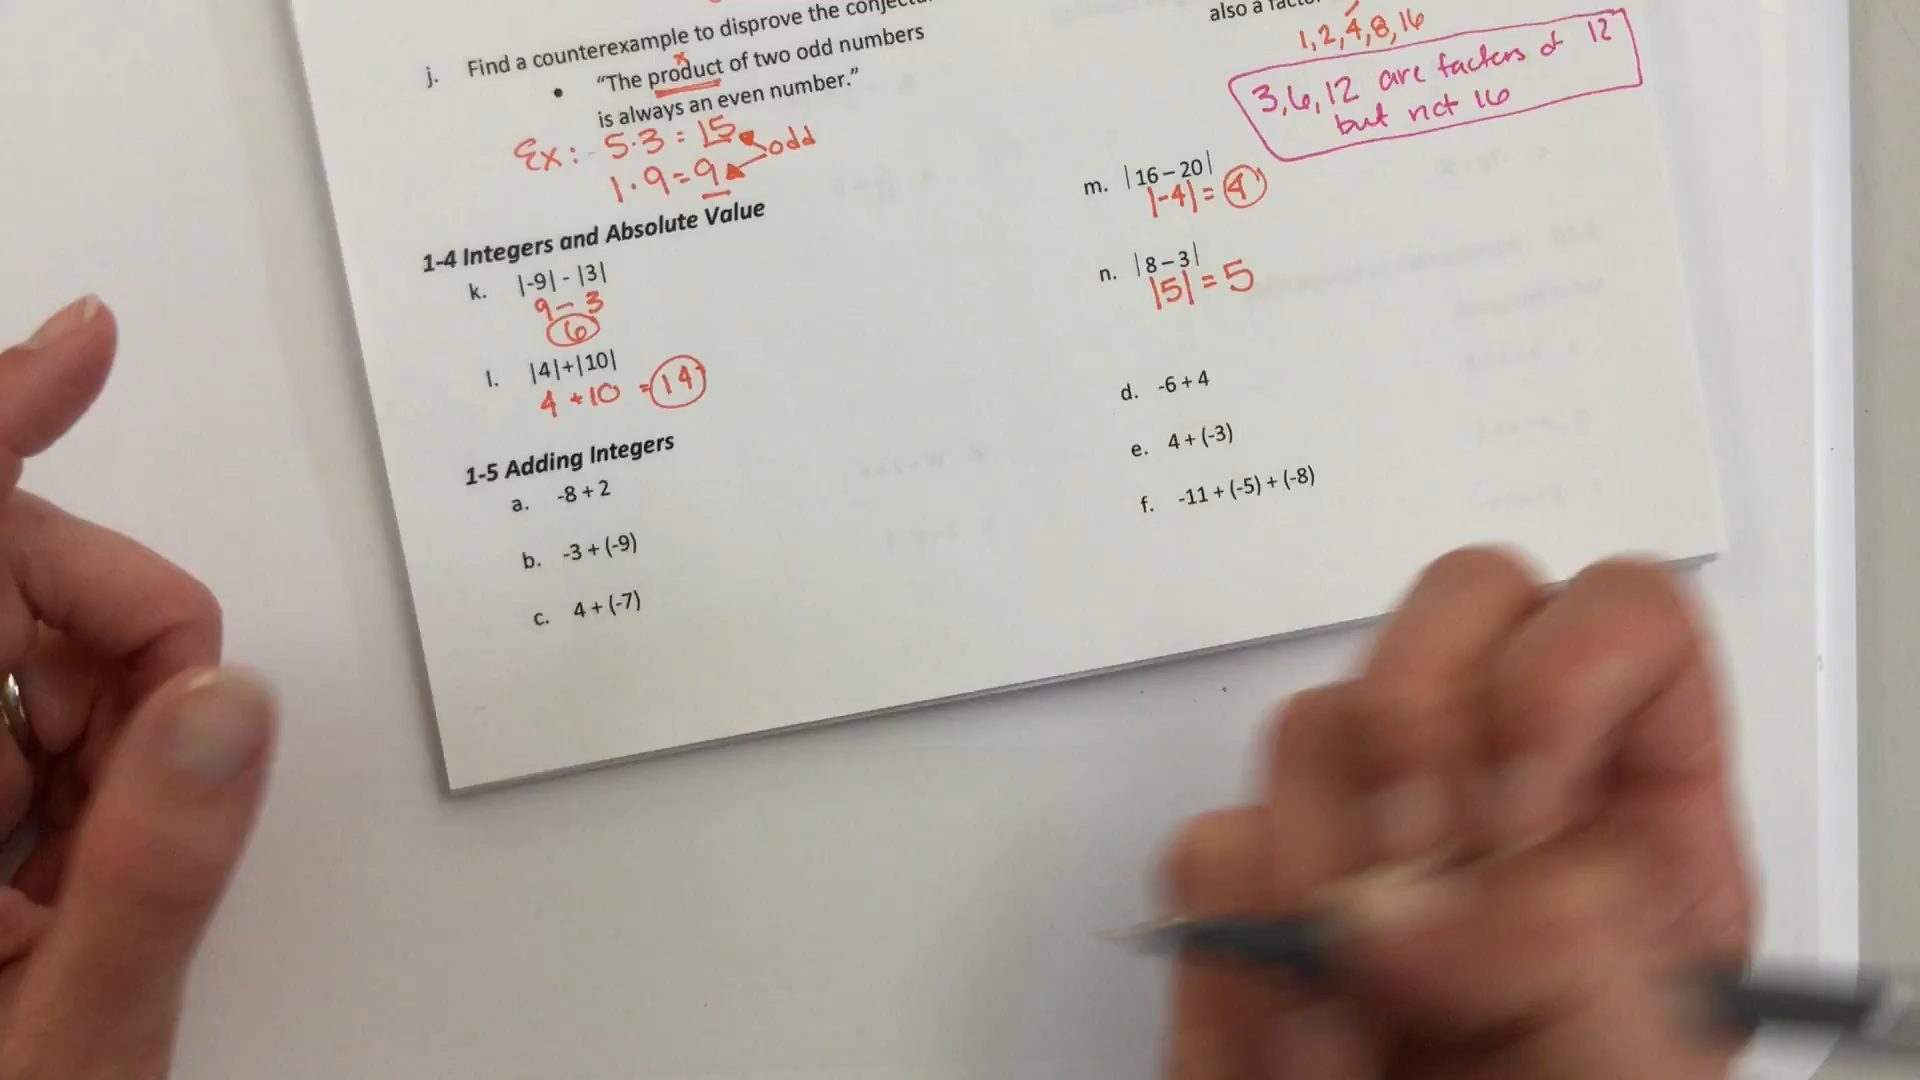 j. Find a counterexample to disprove the
• “The product of two odd numbers
is always an even number.”
Ex: 5·3 = 15
odd
1·9=9
1-4 Integers and Absolute Value
k. |-9| - |3|
9 - 3
6
l. |4|+|10|
4 + 10 = 14
1-5 Adding Integers
a. -8 + 2
b. -3 + (-9)
c. 4 + (-7)
also a
1,2,4,8,16
3,6,12 are factors of 12
but not 16
m. |16 – 20|
|-4| = 4
n. |8 – 3|
|5| = 5
d. -6 + 4
e. 4 + (-3)
f. -11 + (-5) + (-8)